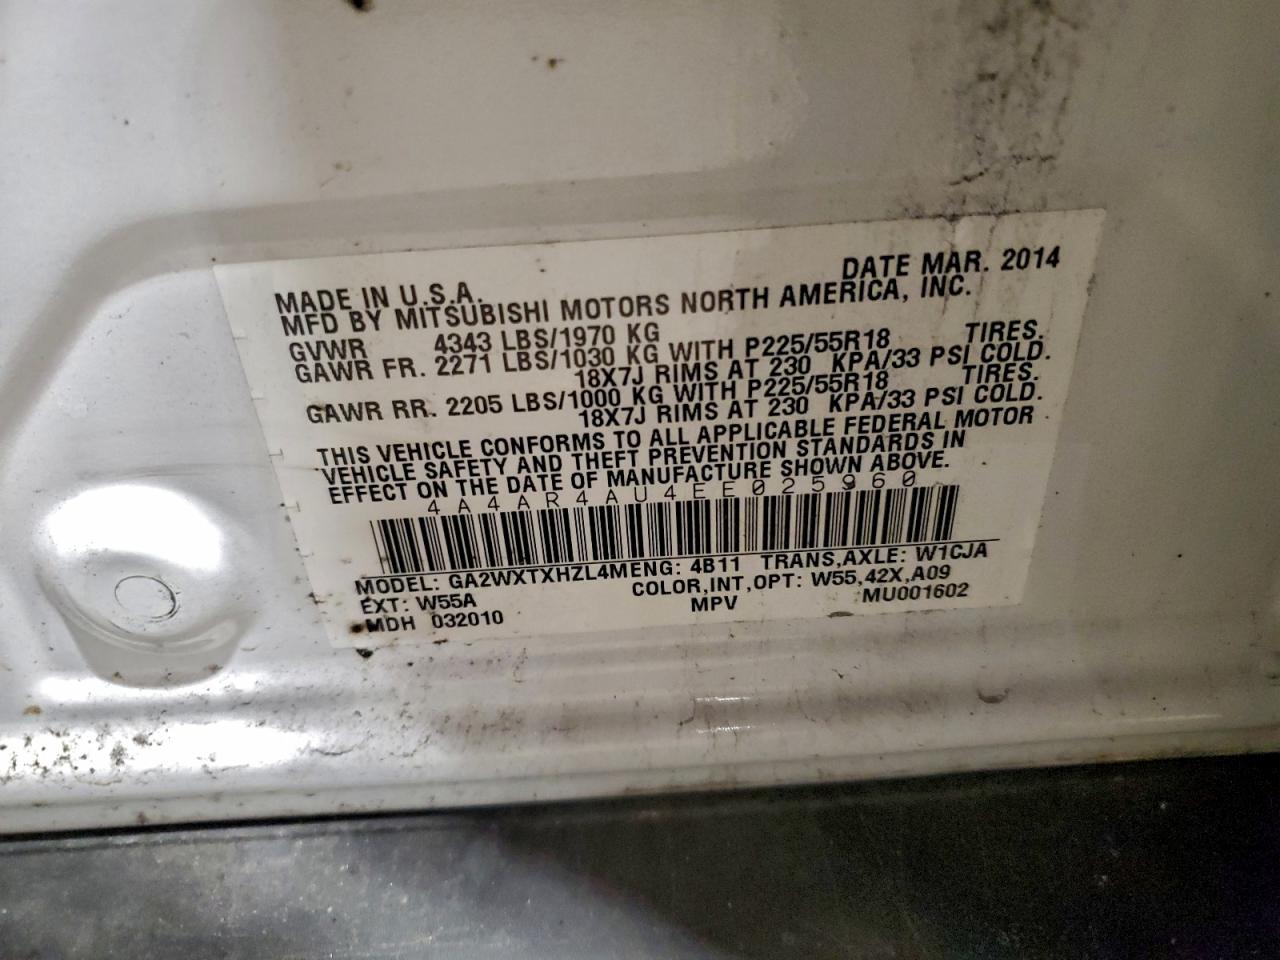 DATE MAR. 2014
MADE IN U.S.A.
MFD BY MITSUBISHI MOTORS NORTH AMERICA, INC.
GVWR 4343 LBS/1970 KG
GAWR FR. 2271 LBS/1030 KG WITH P225/55R18 TIRES.
18X7J RIMS AT 230 KPA/33 PSI COLD.
GAWR RR. 2205 LBS/1000 KG WITH P225/55R18 TIRES.
18X7J RIMS AT 230 KPA/33 PSI COLD.
THIS VEHICLE CONFORMS TO ALL APPLICABLE FEDERAL MOTOR
VEHICLE SAFETY AND THEFT PREVENTION STANDARDS IN
EFFECT ON THE DATE OF MANUFACTURE SHOWN ABOVE.
4A4AR4AU4EE025960
MODEL: GA2WXTXHZL4MENG: 4B11 TRANS,AXLE: W1CJA
EXT: W55A COLOR,INT,OPT: W55,42X,A09
MDH 032010 MPV MU001602